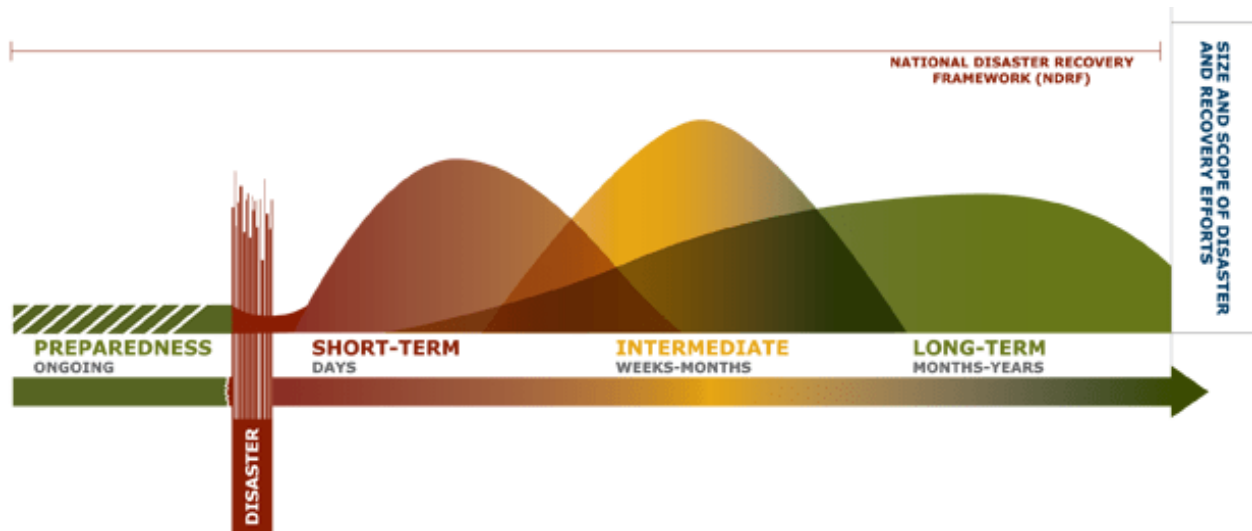 NATIONAL DISASTER RECOVERY
FRAMEWORK (NDRF)
SIZE AND SCOPE OF DISASTER
AND RECOVERY EFFORTS
PREPAREDNESS
ONGOING
SHORT-TERM
DAYS
INTERMEDIATE
WEEKS-MONTHS
LONG-TERM
MONTHS-YEARS
DISASTER